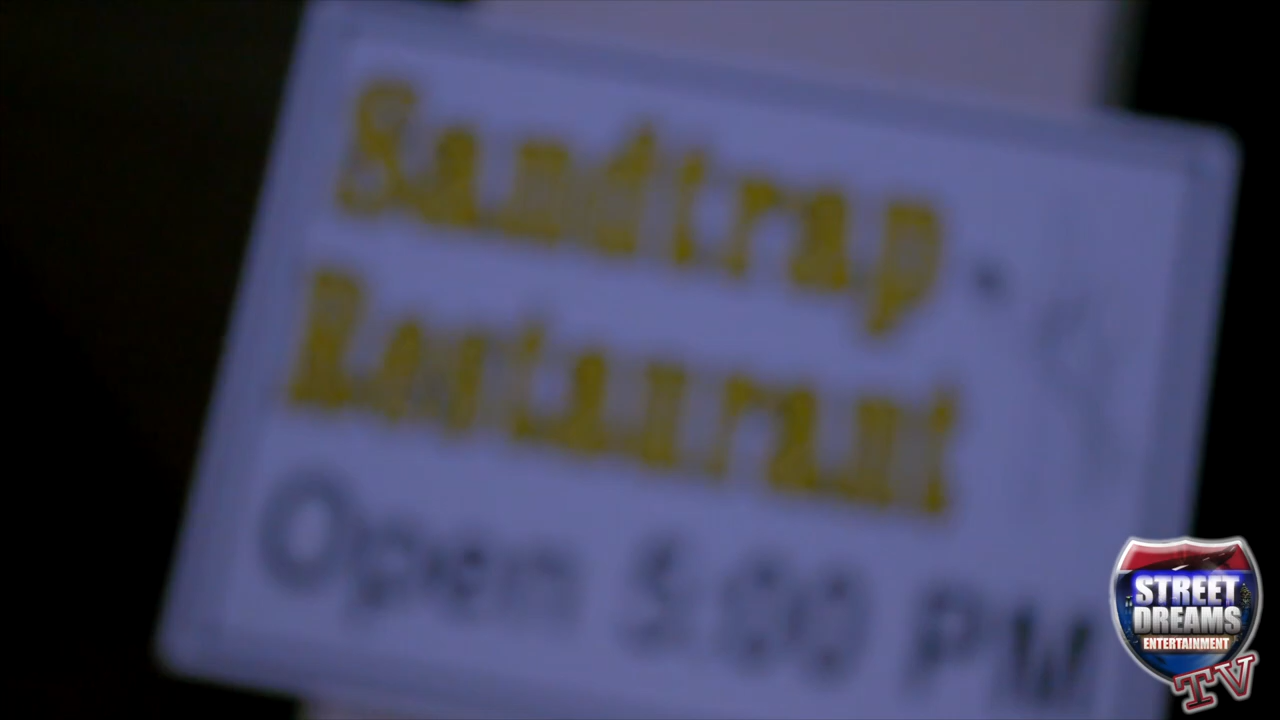 Sandtrap
Restaurant
Open 5:00 PM
STREET
DREAMS
ENTERTAINMENT
TV